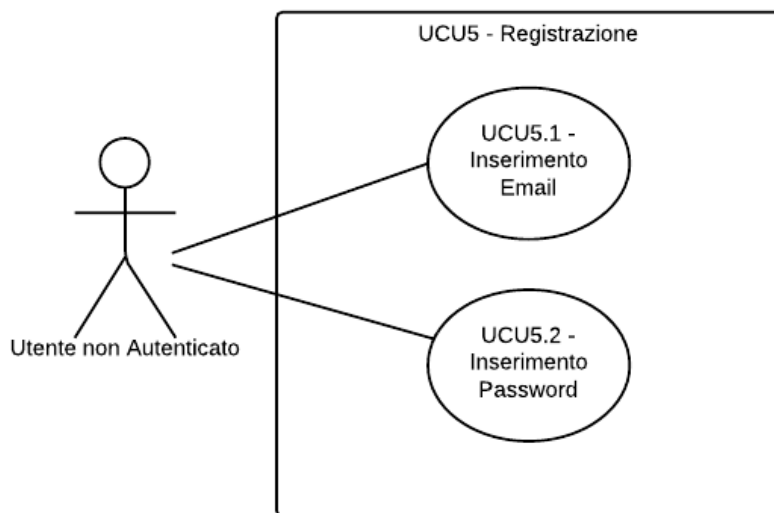 UCU5 - Registrazione
UCU5.1 -
Inserimento
Email
UCU5.2 -
Inserimento
Password
Utente non Autenticato